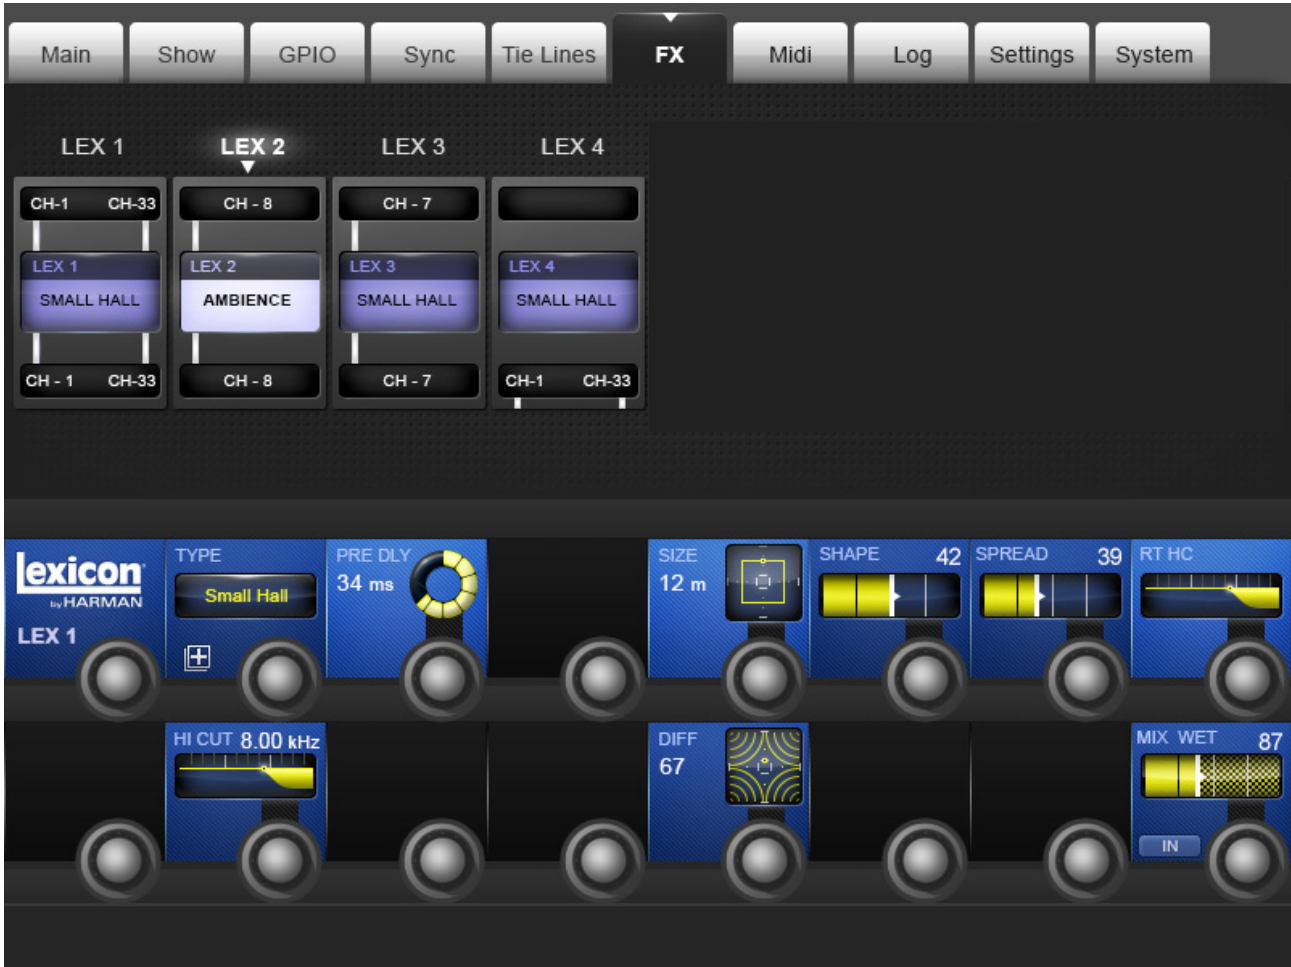 Main Show GPIO Sync Tie Lines FX Midi Log Settings System
LEX 1 LEX 2 LEX 3 LEX 4
CH-1 CH-33 CH - 8 CH - 7
LEX 1 LEX 2 LEX 3 LEX 4
SMALL HALL AMBIENCE SMALL HALL SMALL HALL
CH - 1 CH-33 CH - 8 CH - 7 CH-1 CH-33
lexicon
by HARMAN
LEX 1
TYPE
Small Hall
PRE DLY
34 ms
SIZE
12 m
SHAPE 42
SPREAD 39
RT HC
HI CUT 8.00 kHz
DIFF
67
MIX WET 87
IN